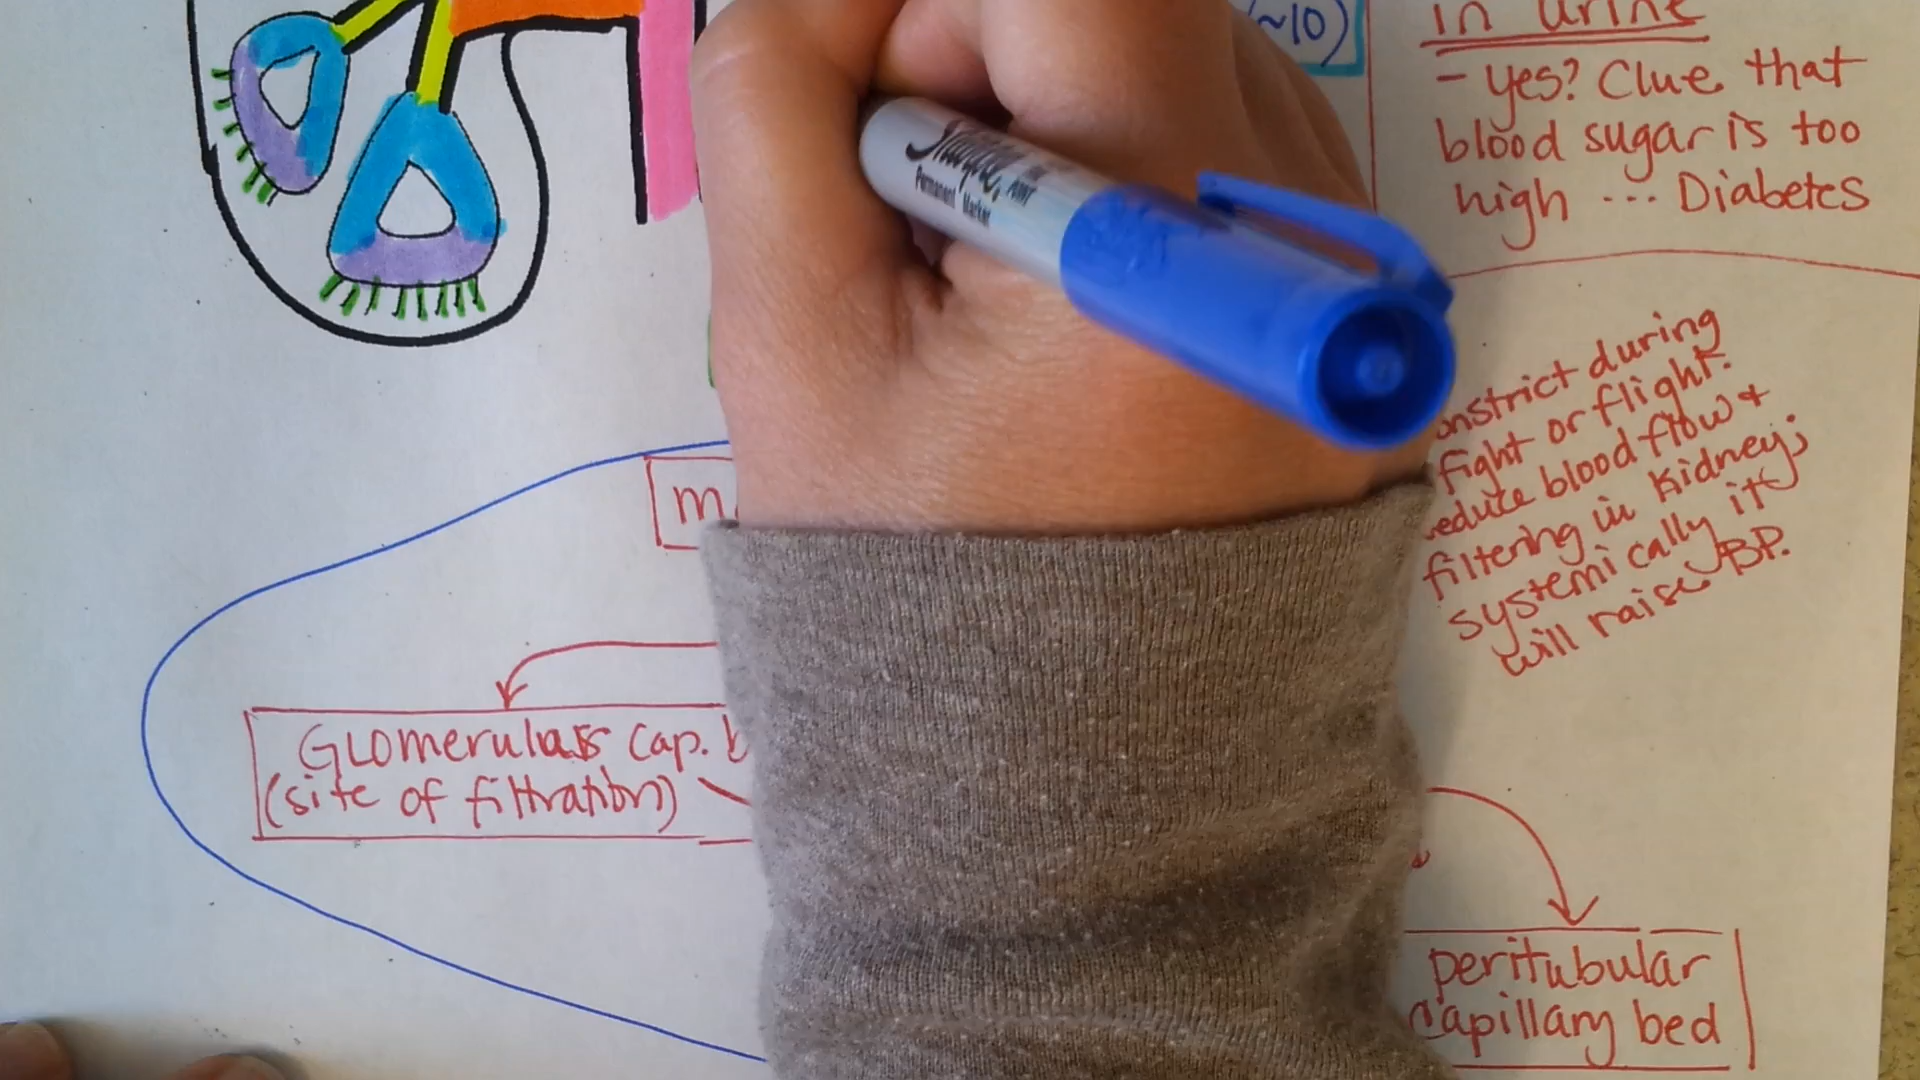 (~10)
in urine
- yes? Clue that
blood sugar is too
high ... Diabetes
Sharpie
Permanent Marker
onstrict during
fight or flight.
educe blood flow +
filtering in kidney;
systemically it
will raise BP.
m
Glomerular cap. b
(site of filtration)
peritubular
capillary bed